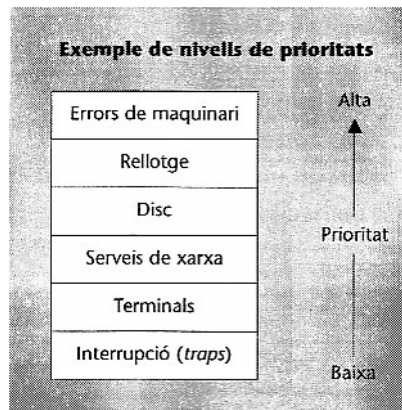 Exemple de nivells de prioritats
Errors de maquinari
Rellotge
Disc
Serveis de xarxa
Terminals
Interrupció (traps)
Alta
Prioritat
Baixa